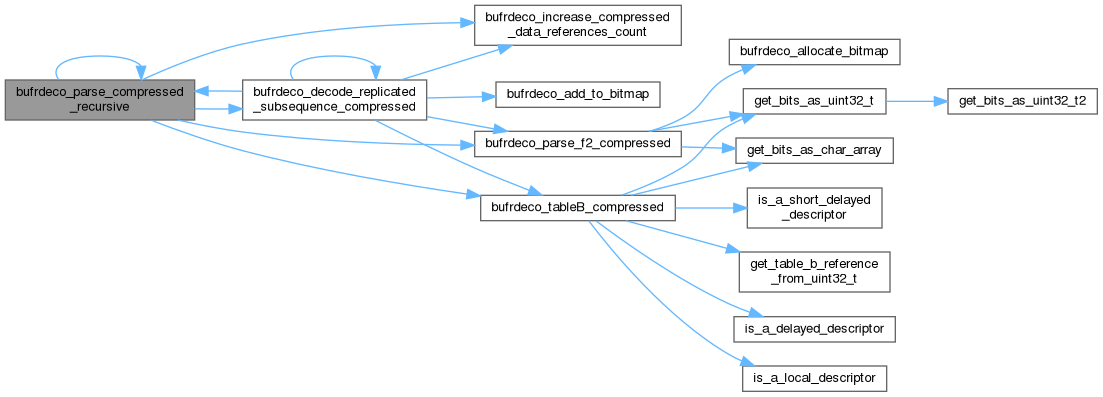 bufrdeco_parse_compressed
_recursive
bufrdeco_decode_replicated
_subsequence_compressed
bufrdeco_increase_compressed
_data_references_count
bufrdeco_add_to_bitmap
bufrdeco_parse_f2_compressed
bufrdeco_tableB_compressed
bufrdeco_allocate_bitmap
get_bits_as_uint32_t
get_bits_as_uint32_t2
get_bits_as_char_array
is_a_short_delayed
_descriptor
get_table_b_reference
_from_uint32_t
is_a_delayed_descriptor
is_a_local_descriptor